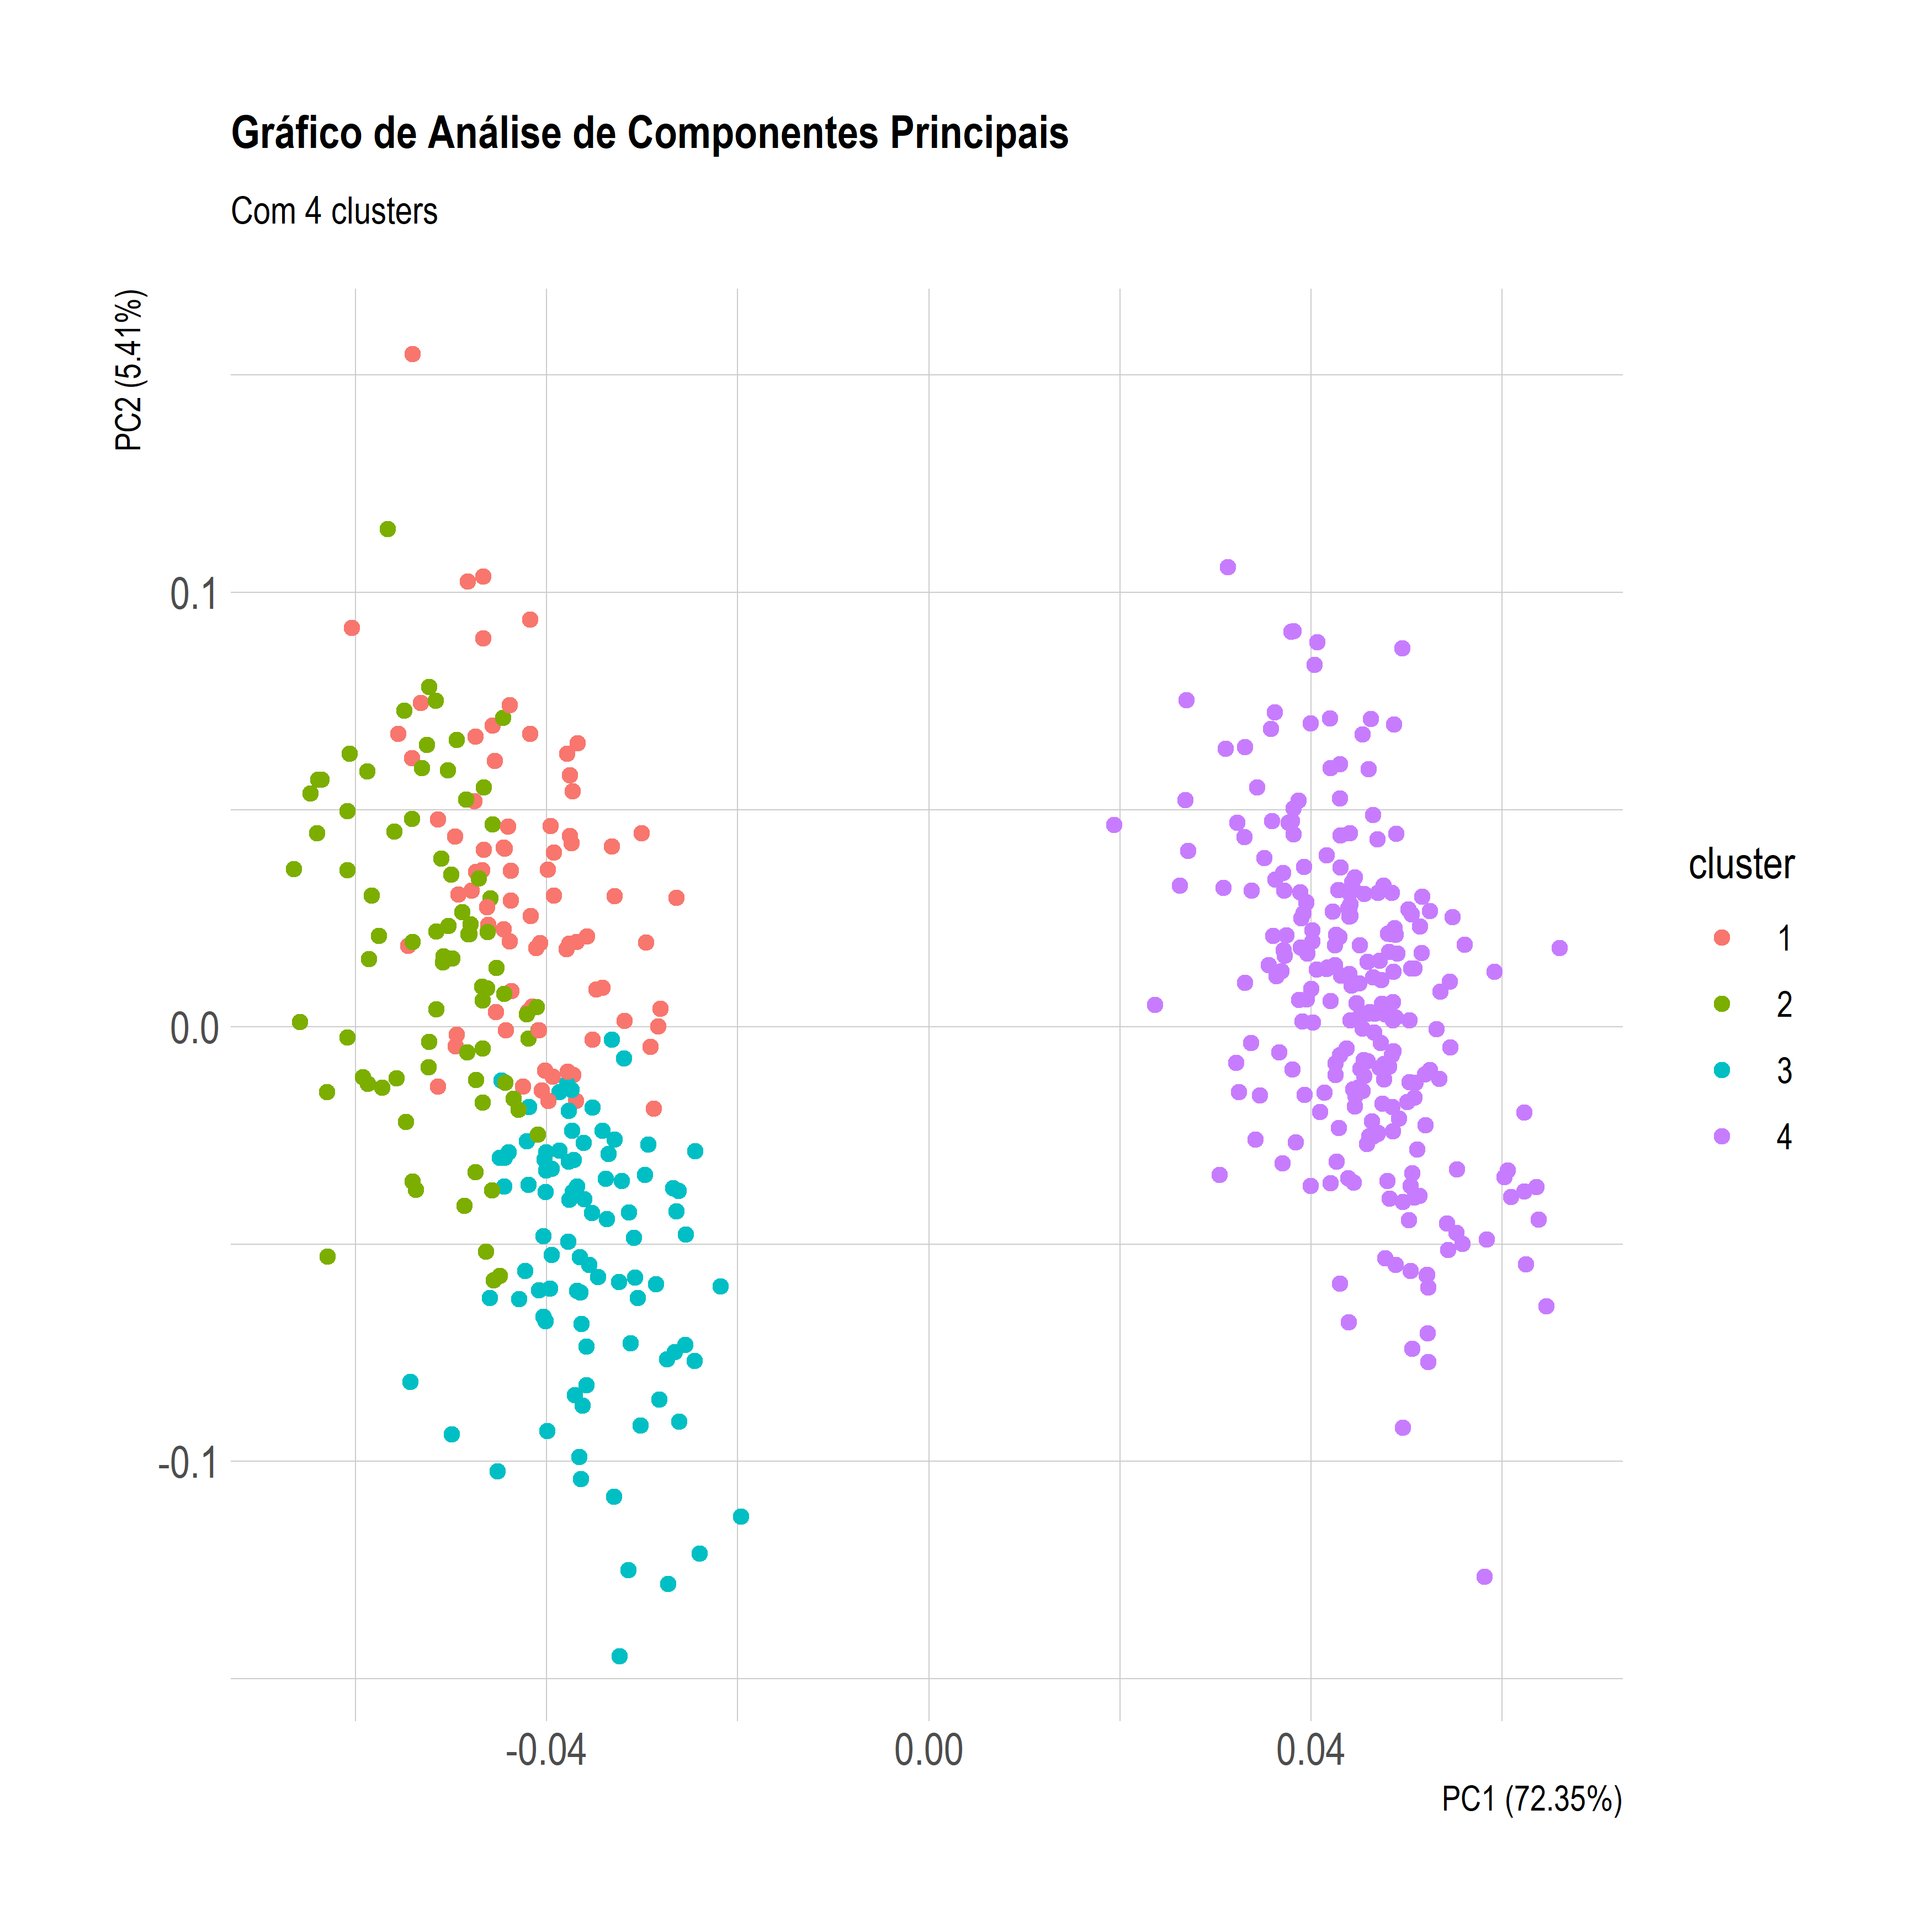 Gráfico de Análise de Componentes Principais
Com 4 clusters
PC2 (5.41%)
0.1
0.0
-0.1
-0.04
0.00
0.04
PC1 (72.35%)
cluster
1
2
3
4